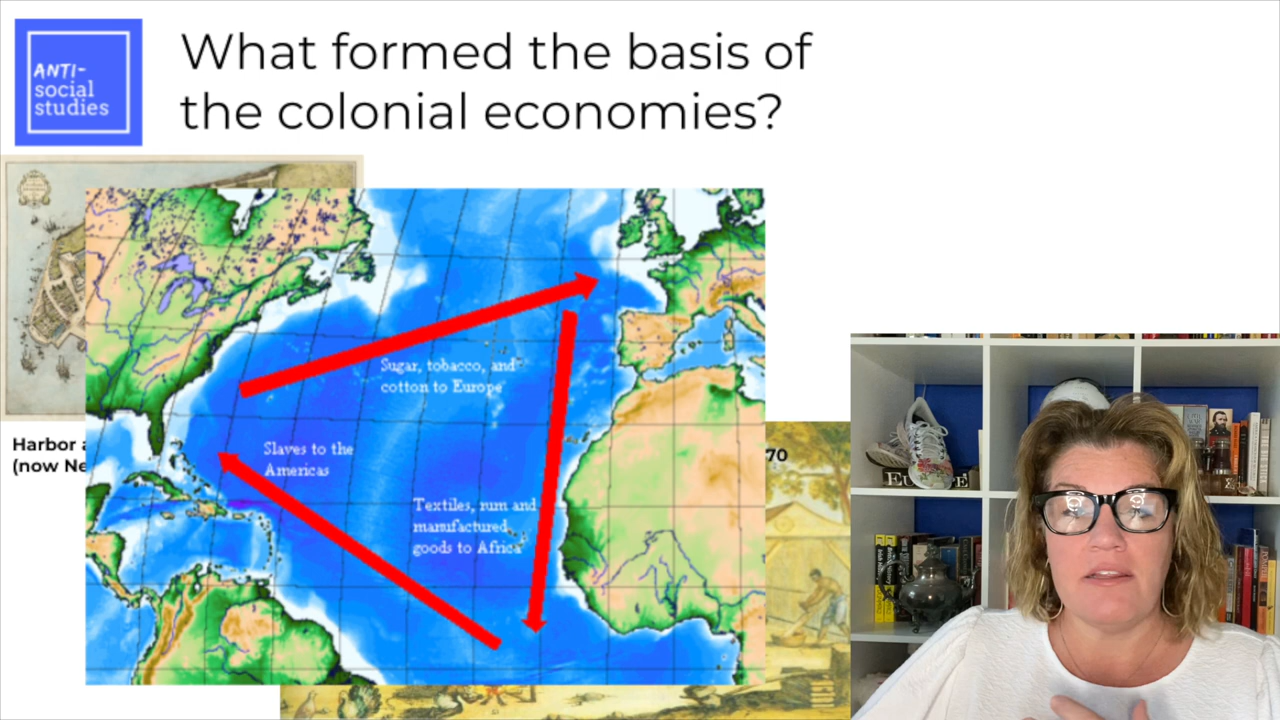 What formed the basis of
the colonial economies?
ANTI-
social
studies
Sugar, tobacco, and
cotton to Europe
Slaves to the
Americas
Textiles, rum and
manufactured
goods to Africa
Harbor
(now Ne
70